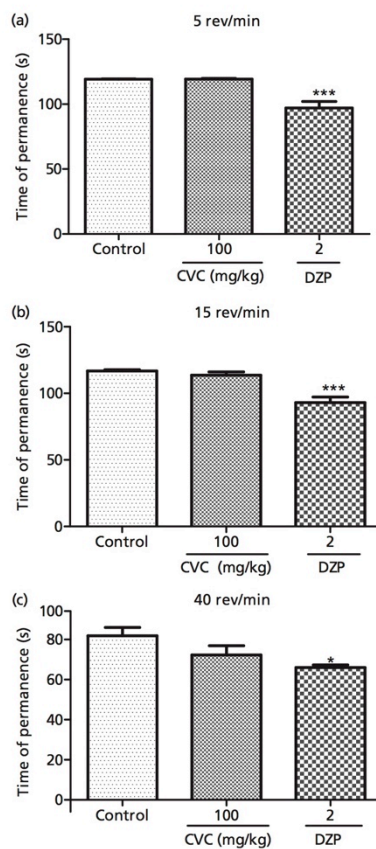 (a) 5 rev/min
Time of permanence (s)
150
100
50
0
***
Control 100 2
CVC (mg/kg) DZP
(b) 15 rev/min
Time of permanence (s)
150
100
50
0
***
Control 100 2
CVC (mg/kg) DZP
(c) 40 rev/min
Time of permanence (s)
100
80
60
40
20
0
*
Control 100 2
CVC (mg/kg) DZP